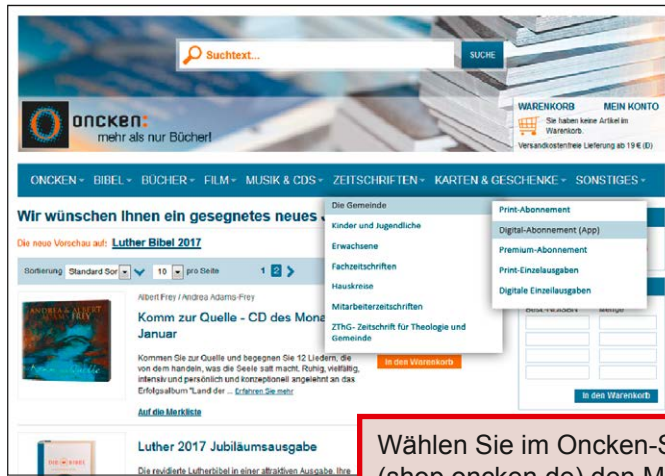 Suchtext...
SUCHE
oncken:
mehr als nur Bücher!
WARENKORB MEIN KONTO
Sie haben keine Artikel im
Warenkorb.
Versandkostenfreie Lieferung ab 19 € (D)
ONCKEN BIBEL BÜCHER FILM MUSIK & CDS ZEITSCHRIFTEN KARTEN & GESCHENKE SONSTIGES
Wir wünschen Ihnen ein gesegnetes neues
Die neue Vorschau auf: Luther Bibel 2017
Sortierung Standard Sor 10 pro Seite 1 2
Die Gemeinde
Kinder und Jugendliche
Erwachsene
Fachzeitschriften
Hauskreise
Mitarbeiterzeitschriften
ZThG- Zeitschrift für Theologie und
Gemeinde
Print-Abonnement
Digital-Abonnement (App)
Premium-Abonnement
Print-Einzelausgaben
Digitale Einzelausgaben
Albert Frey / Andrea Adams-Frey
Komm zur Quelle - CD des Mona
Januar
Kommen Sie zur Quelle und begegnen Sie 12 Liedern, die
von dem handeln, was die Seele satt macht. Ruhig, vielfältig,
intensiv und persönlich und konzeptionell angelehnt an das
Erfolgsalbum "Land der ... Erfahren Sie mehr
Auf die Merkliste
In den Warenkorb
Menge
In den Warenkorb
ANDREA & ALBERT
ADAMS FREY
DIE BIBEL
Luther 2017 Jubiläumsausgabe
Die revidierte Lutherbibel in einer attraktiven Ausgabe. Ihre
Wählen Sie im Oncken-S